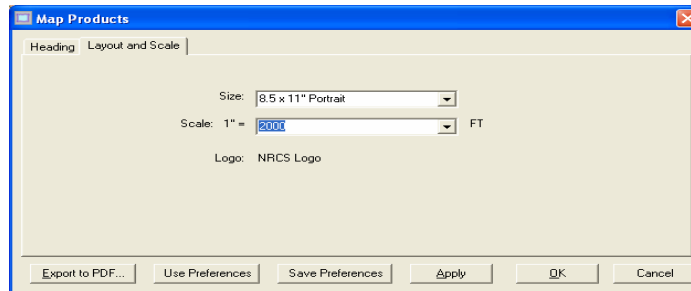 Map Products
Heading Layout and Scale
Size: 8.5 x 11" Portrait
Scale: 1" = 2000 FT
Logo: NRCS Logo
Export to PDF... Use Preferences Save Preferences Apply OK Cancel